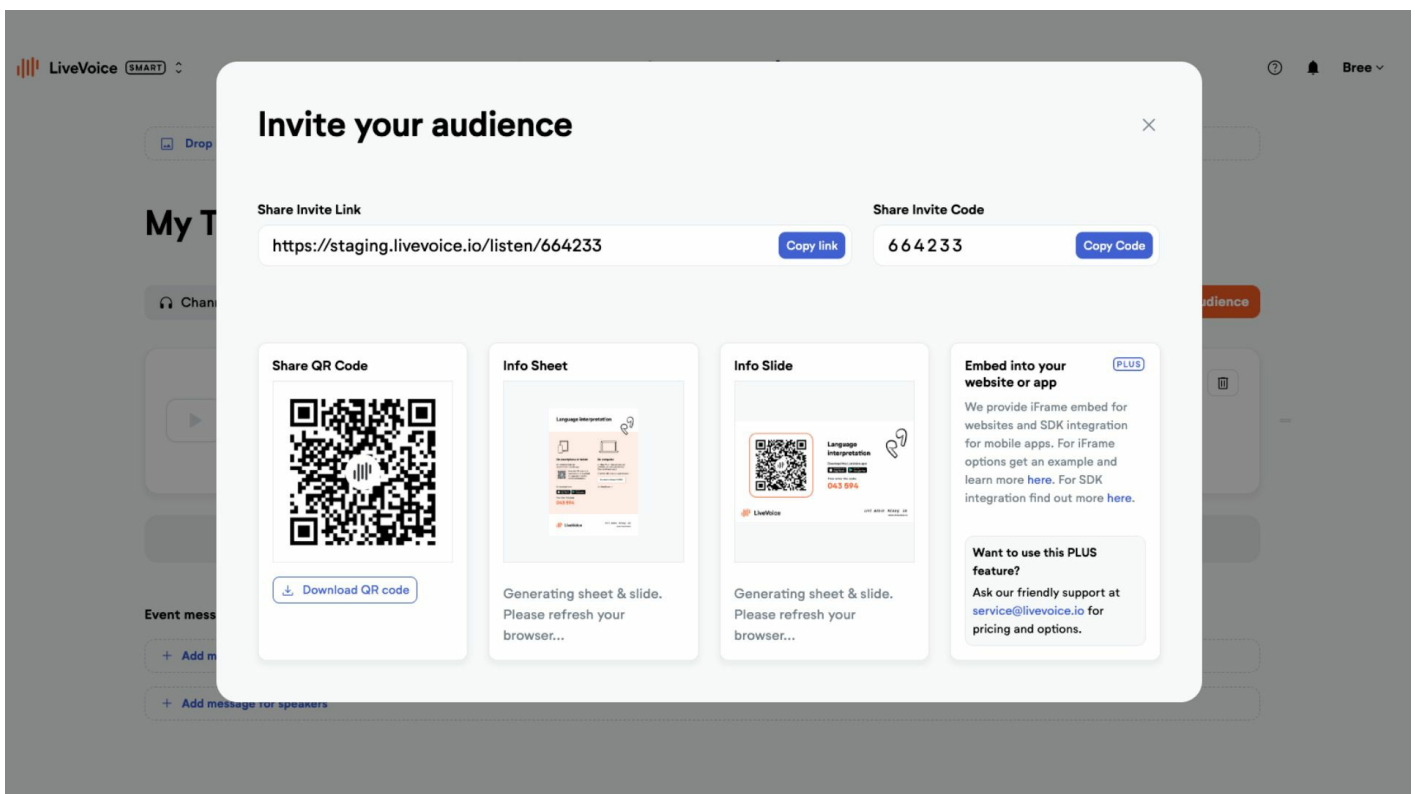 LiveVoice SMART
Bree
Drop
My T
Chan
udience
Event mess
+ Add m
+ Add message for speakers
Invite your audience
Share Invite Link
https://staging.livevoice.io/listen/664233
Copy link
Share Invite Code
664233
Copy Code
Share QR Code
Download QR code
Info Sheet
Language interpretation
043 594
LiveVoice
Generating sheet & slide.
Please refresh your
browser...
Info Slide
Language
interpretation
043 594
LiveVoice
Generating sheet & slide.
Please refresh your
browser...
Embed into your
website or app
PLUS
We provide iFrame embed for
websites and SDK integration
for mobile apps. For iFrame
options get an example and
learn more here. For SDK
integration find out more here.
Want to use this PLUS
feature?
Ask our friendly support at
service@livevoice.io for
pricing and options.